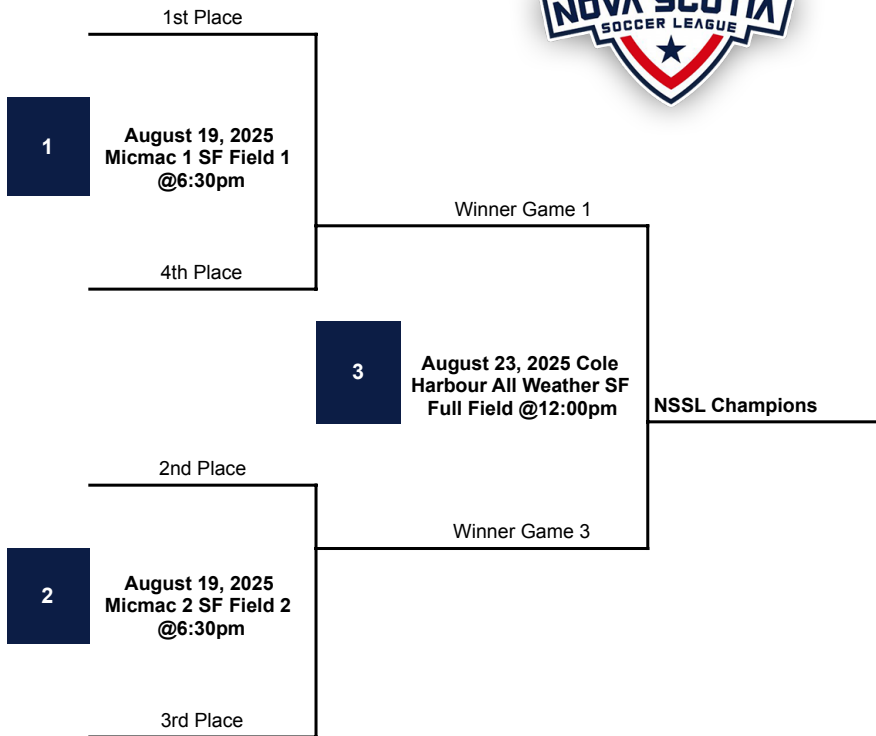 NOVA SCOTIA
SOCCER LEAGUE
1st Place
1
August 19, 2025
Micmac 1 SF Field 1
@6:30pm
Winner Game 1
4th Place
3
August 23, 2025 Cole
Harbour All Weather SF
Full Field @12:00pm
NSSL Champions
2nd Place
Winner Game 3
2
August 19, 2025
Micmac 2 SF Field 2
@6:30pm
3rd Place